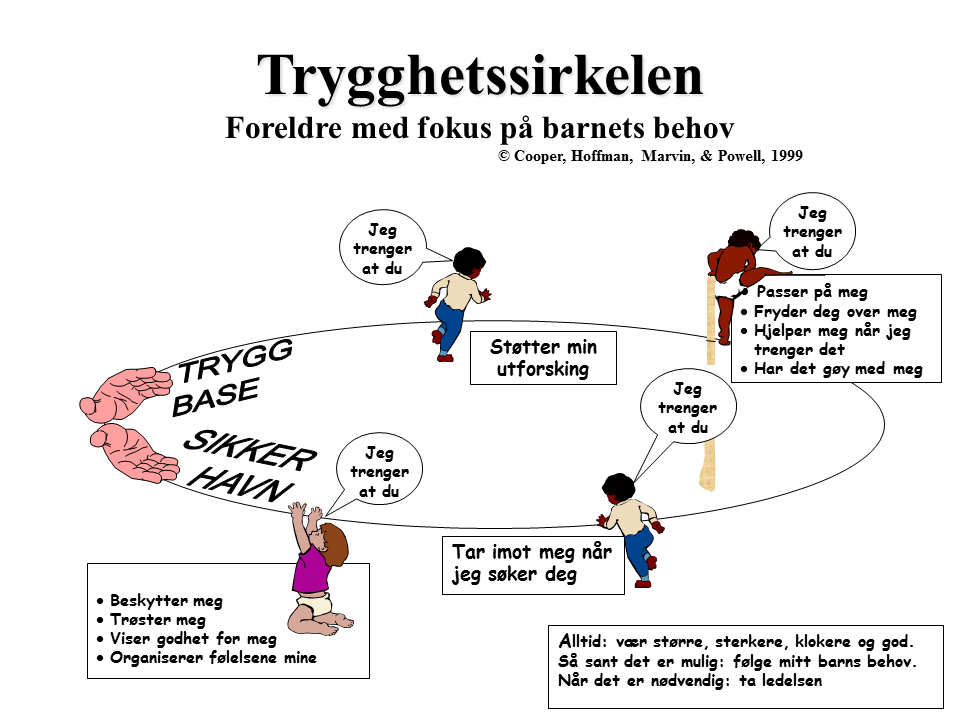 Trygghetssirkelen
Foreldre med fokus på barnets behov
© Cooper, Hoffman, Marvin, & Powell, 1999
Jeg
trenger
at du
Støtter min
utforsking
Jeg
trenger
at du
• Passer på meg
• Fryder deg over meg
• Hjelper meg når jeg
trenger det
• Har det gøy med meg
TRYGG
BASE
SIKKER
HAVN
Jeg
trenger
at du
Tar imot meg når
jeg søker deg
Jeg
trenger
at du
• Beskytter meg
• Trøster meg
• Viser godhet for meg
• Organiserer følelsene mine
Alltid: vær større, sterkere, klokere og god.
Så sant det er mulig: følge mitt barns behov.
Når det er nødvendig: ta ledelsen